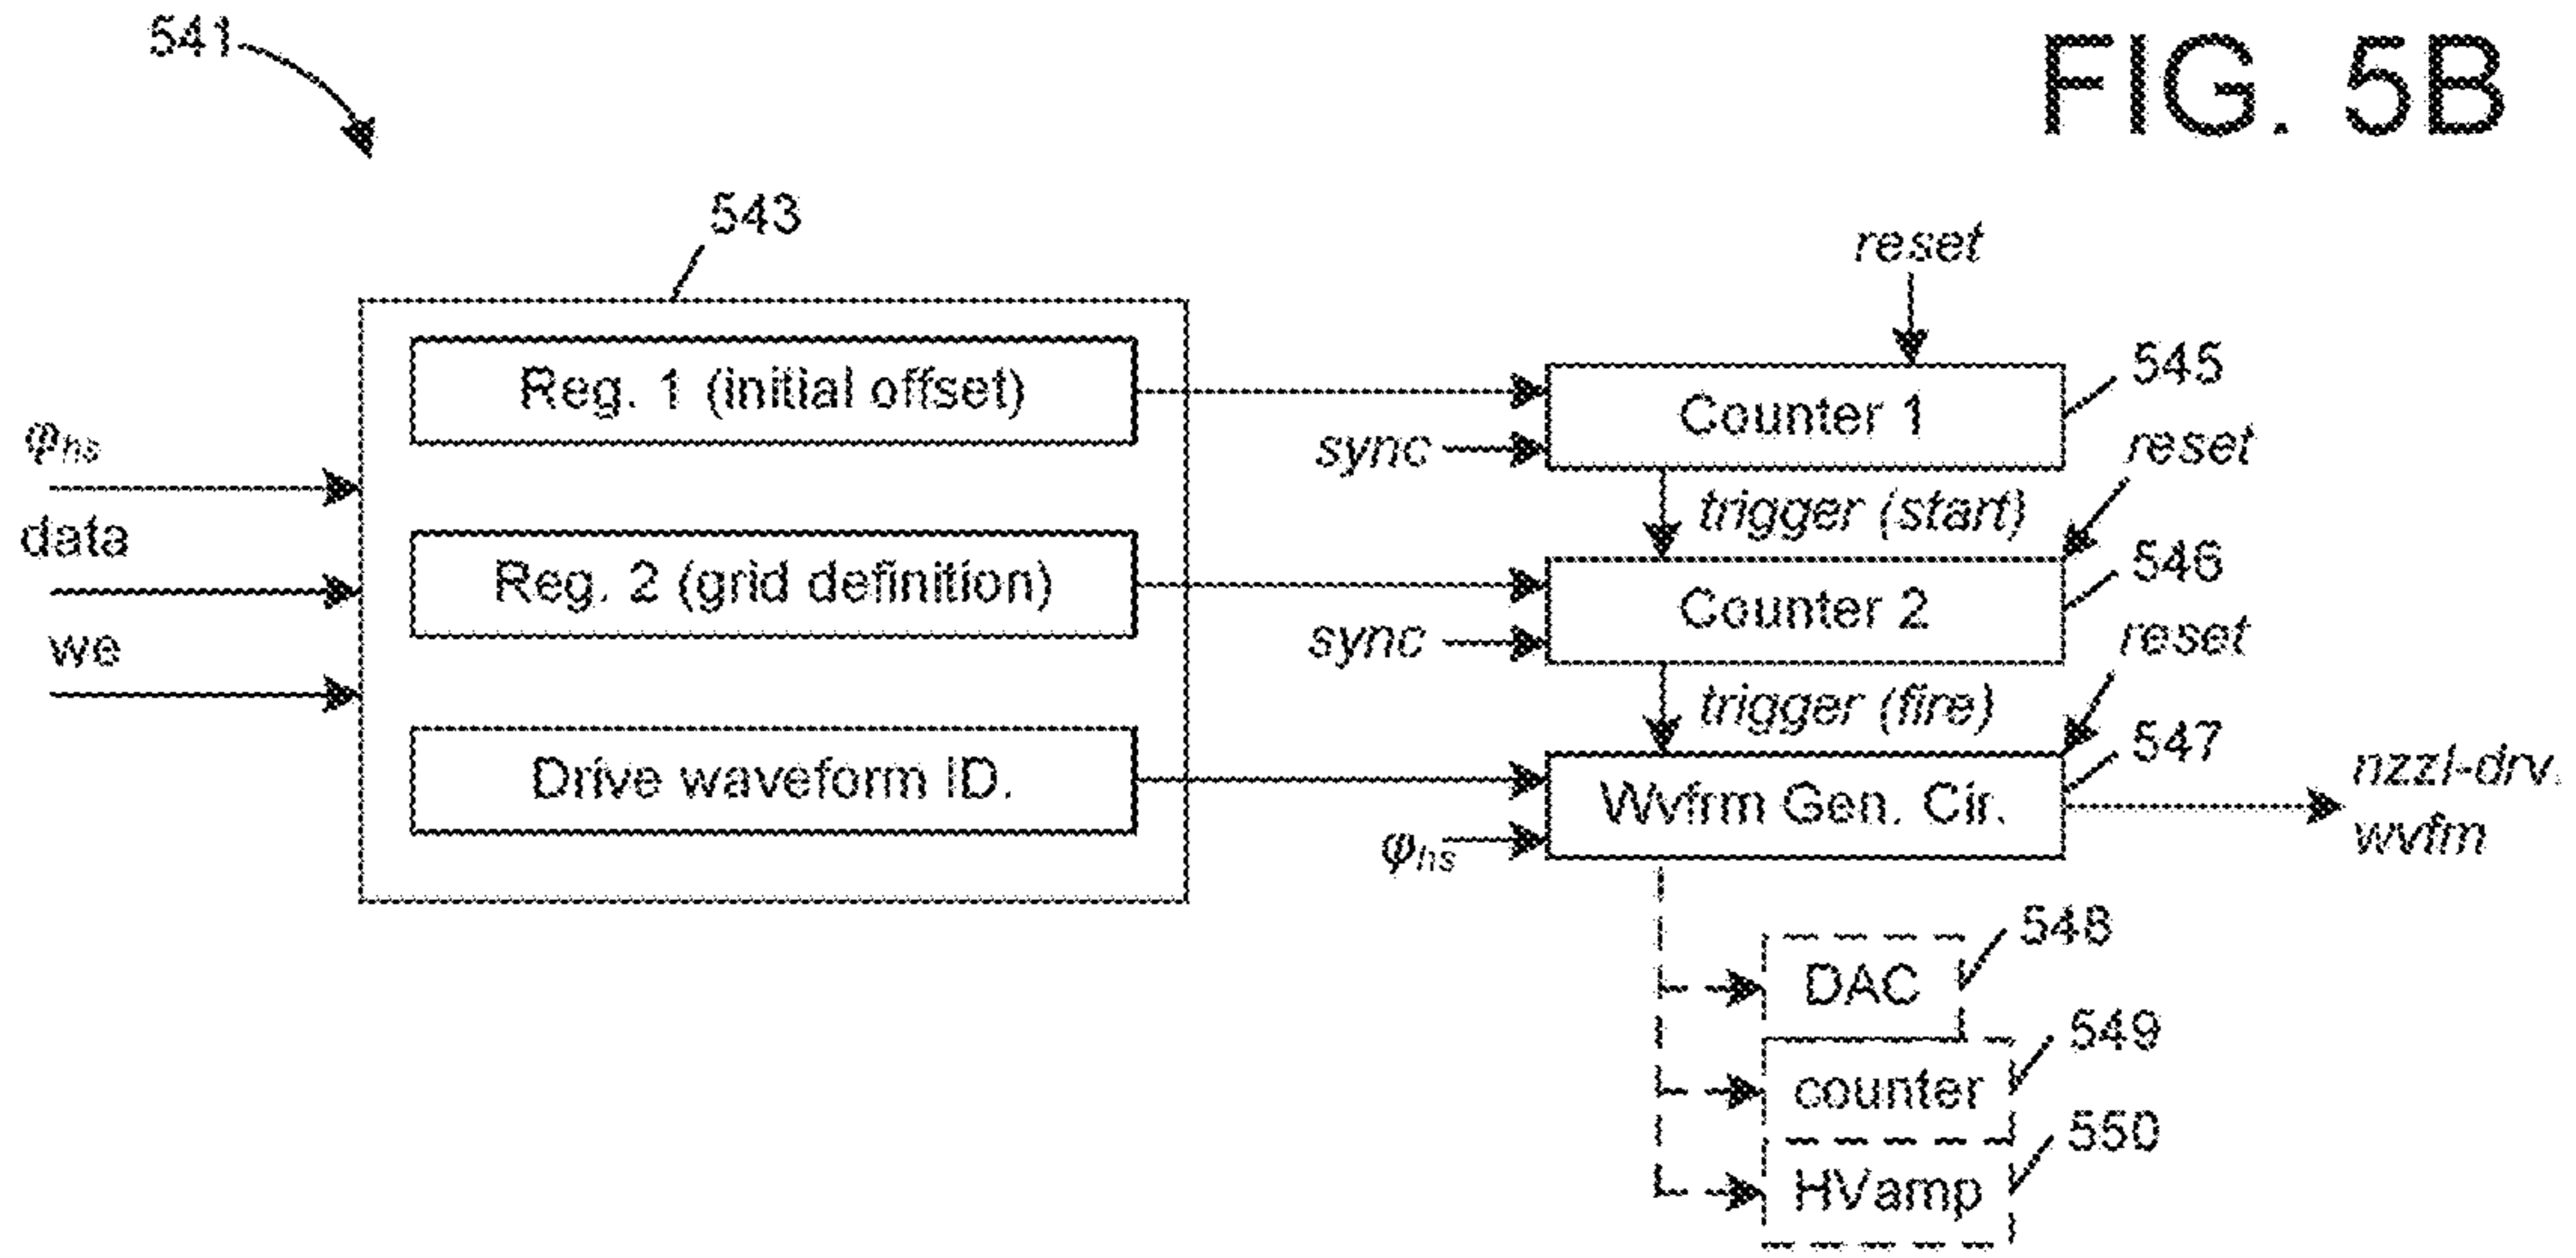 541
FIG. 5B
543
reset
Reg. 1 (initial offset)
Counter 1
545
φhs
sync
reset
trigger (start)
data
Reg. 2 (grid definition)
Counter 2
546
we
sync
reset
trigger (fire)
Drive waveform ID.
Wvfrm Gen. Cir.
547
nzzl-drv.
wvfm
φhs
DAC
548
counter
549
HVamp
550